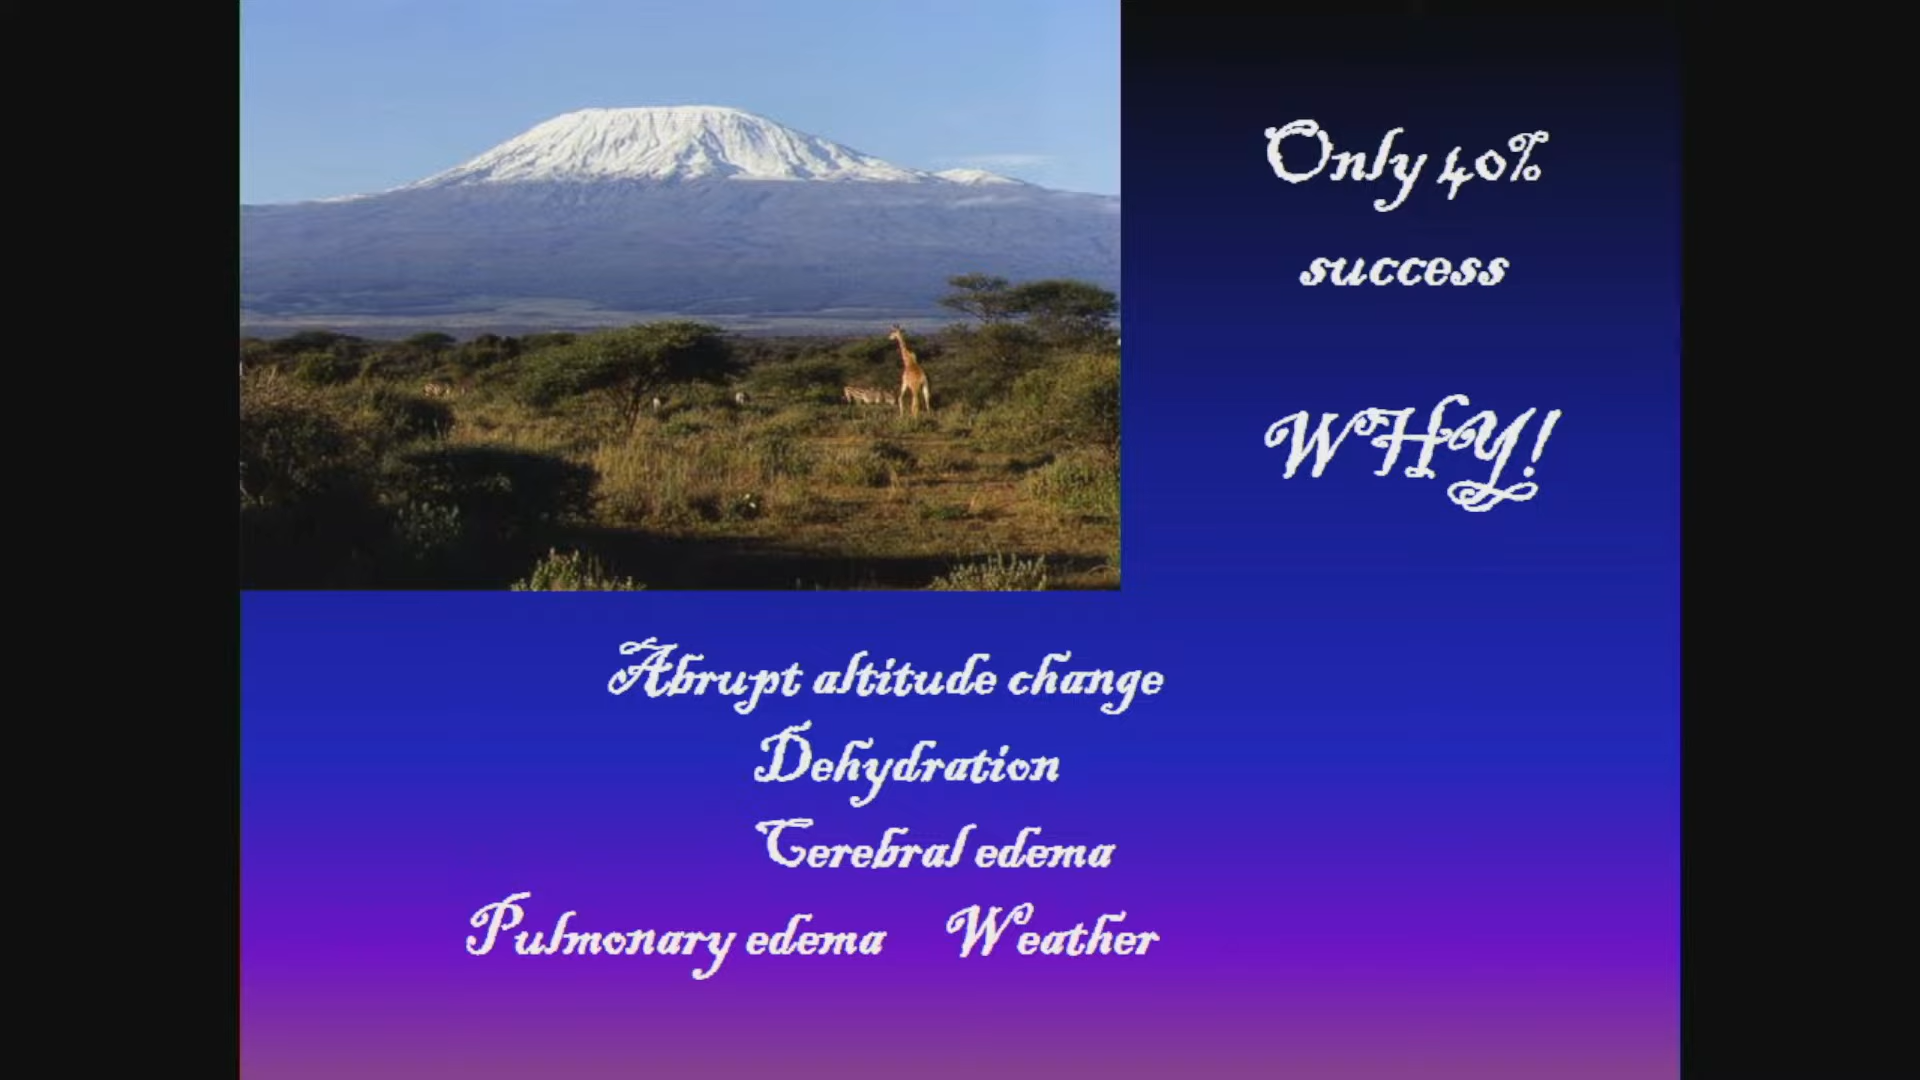 Only 40%
success
WHY!
Abrupt altitude change
Dehydration
Cerebral edema
Pulmonary edema Weather